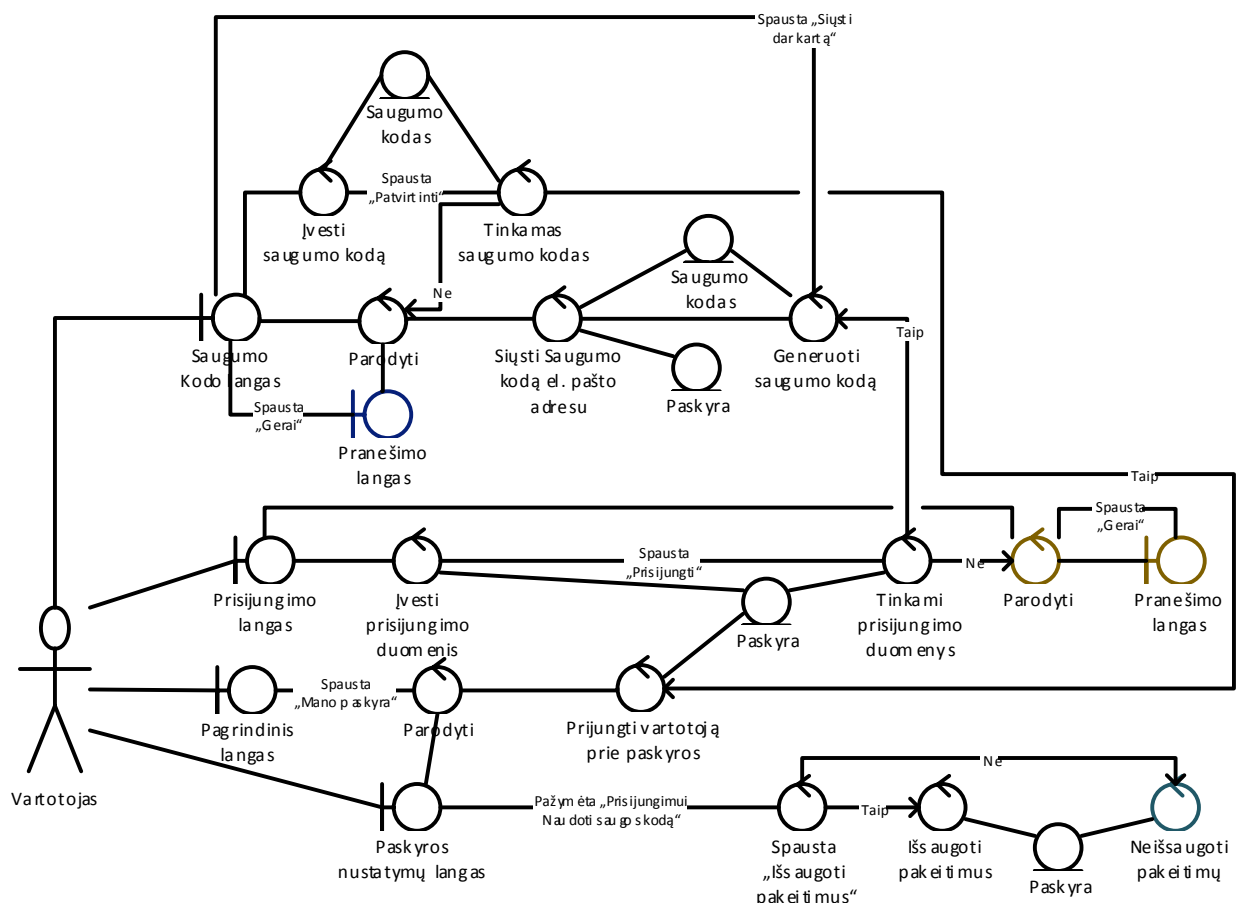 Spausta „Siųsti
dar kartą“
Saugumo
kodas
Spausta
„Patvirtinti“
Įvesti
saugumo kodą
Tinkamas
saugumo kodas
Saugumo
kodas
Ne
Taip
Saugumo
Kodo langas
Parodyti
Siųsti Saugumo
kodą el. pašto
adresu
Paskyra
Generuoti
saugumo kodą
Spausta
„Gerai“
Pranešimo
langas
Taip
Spausta
„Gerai“
Spausta
„Prisijungti“
Ne
Prisijungimo
langas
Įvesti
prisijungimo
duomenis
Paskyra
Tinkami
prisijungimo
duomenys
Parodyti
Pranešimo
langas
Spausta
„Mano paskyra“
Pagrindinis
langas
Parodyti
Prijungti vartotoją
prie paskyros
Vartotojas
Ne
Pažymėta „Prisijungimui
Naudoti saugos kodą“
Taip
Paskyros
nustatymų langas
Spausta
„Išsaugoti
pakeitimus“
Išsaugoti
pakeitimus
Paskyra
Neišsaugoti
pakeitimų